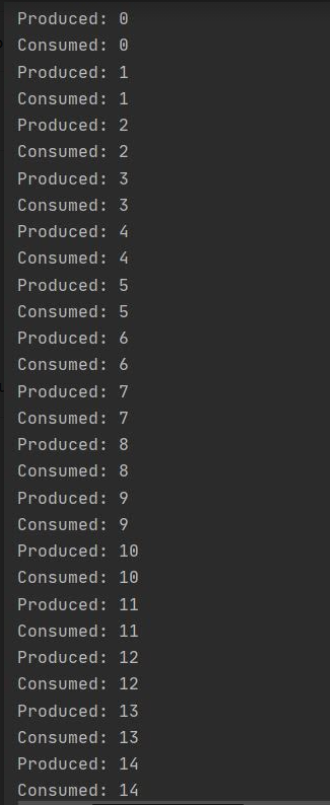 Produced: 0
Consumed: 0
Produced: 1
Consumed: 1
Produced: 2
Consumed: 2
Produced: 3
Consumed: 3
Produced: 4
Consumed: 4
Produced: 5
Consumed: 5
Produced: 6
Consumed: 6
Produced: 7
Consumed: 7
Produced: 8
Consumed: 8
Produced: 9
Consumed: 9
Produced: 10
Consumed: 10
Produced: 11
Consumed: 11
Produced: 12
Consumed: 12
Produced: 13
Consumed: 13
Produced: 14
Consumed: 14